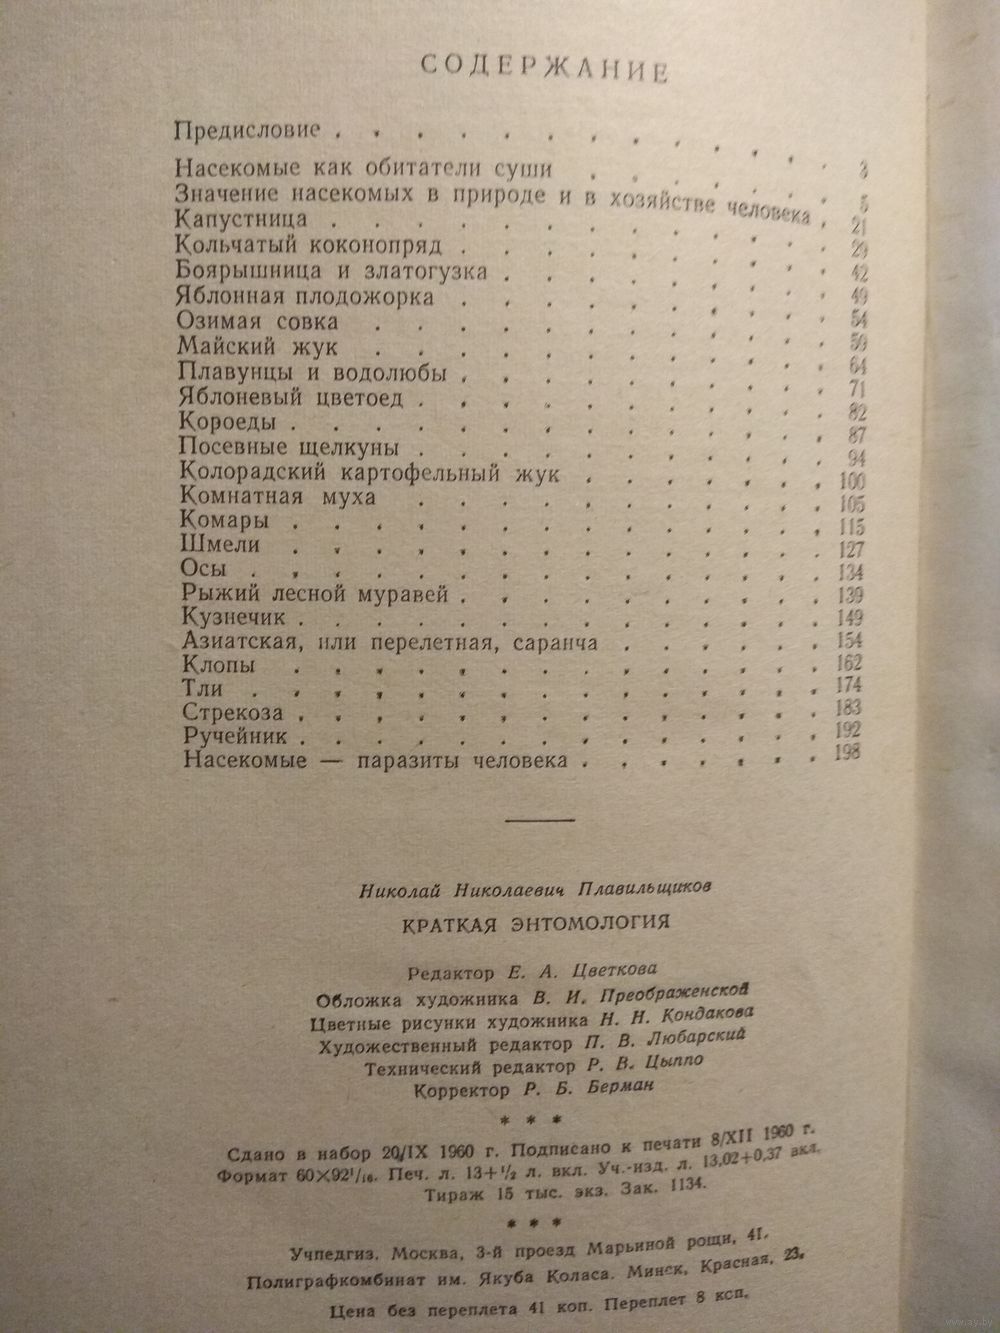 СОДЕРЖАНИЕ
Предисловие . . . . . . . . . . . 3
Насекомые как обитатели суши . . . . . . 5
Значение насекомых в природе и в хозяйстве человека . 21
Капустница . . . . . . . . . . . 29
Кольчатый коконопряд . . . . . . . . 42
Боярышница и златогузка . . . . . . . 49
Яблонная плодожорка . . . . . . . . 54
Озимая совка . . . . . . . . . . 59
Майский жук . . . . . . . . . . 64
Плавунцы и водолюбы . . . . . . . . 71
Яблоневый цветоед . . . . . . . . . 82
Короеды . . . . . . . . . . . . 87
Посевные щелкуны . . . . . . . . . 94
Колорадский картофельный жук . . . . . . 100
Комнатная муха . . . . . . . . . 105
Комары . . . . . . . . . . . . 115
Шмели . . . . . . . . . . . . 127
Осы . . . . . . . . . . . . . 134
Рыжий лесной муравей . . . . . . . . 139
Кузнечик . . . . . . . . . . . . 149
Азиатская, или перелетная, саранча . . . . . 154
Клопы . . . . . . . . . . . . 162
Тли . . . . . . . . . . . . . 174
Стрекоза . . . . . . . . . . . . 183
Ручейник . . . . . . . . . . . . 192
Насекомые — паразиты человека . . . . . . 198
Николай Николаевич Плавильщиков
КРАТКАЯ ЭНТОМОЛОГИЯ
Редактор Е. А. Цветкова
Обложка художника В. И. Преображенской
Цветные рисунки художника Н. Н. Кондакова
Художественный редактор П. В. Любарский
Технический редактор Р. В. Цыппо
Корректор Р. Б. Берман
* * *
Сдано в набор 20/IX 1960 г. Подписано к печати 8/XII 1960 г.
Формат 60×92¹/₁₆. Печ. л. 13+¹/₂ л. вкл. Уч.-изд. л. 13,02+0,37 вкл.
Тираж 15 тыс. экз. Зак. 1134.
* * *
Учпедгиз. Москва, 3-й проезд Марьиной рощи, 41.
Полиграфкомбинат им. Якуба Коласа. Минск, Красная, 23.
Цена без переплета 41 коп. Переплет 8 коп.
www.ay.by